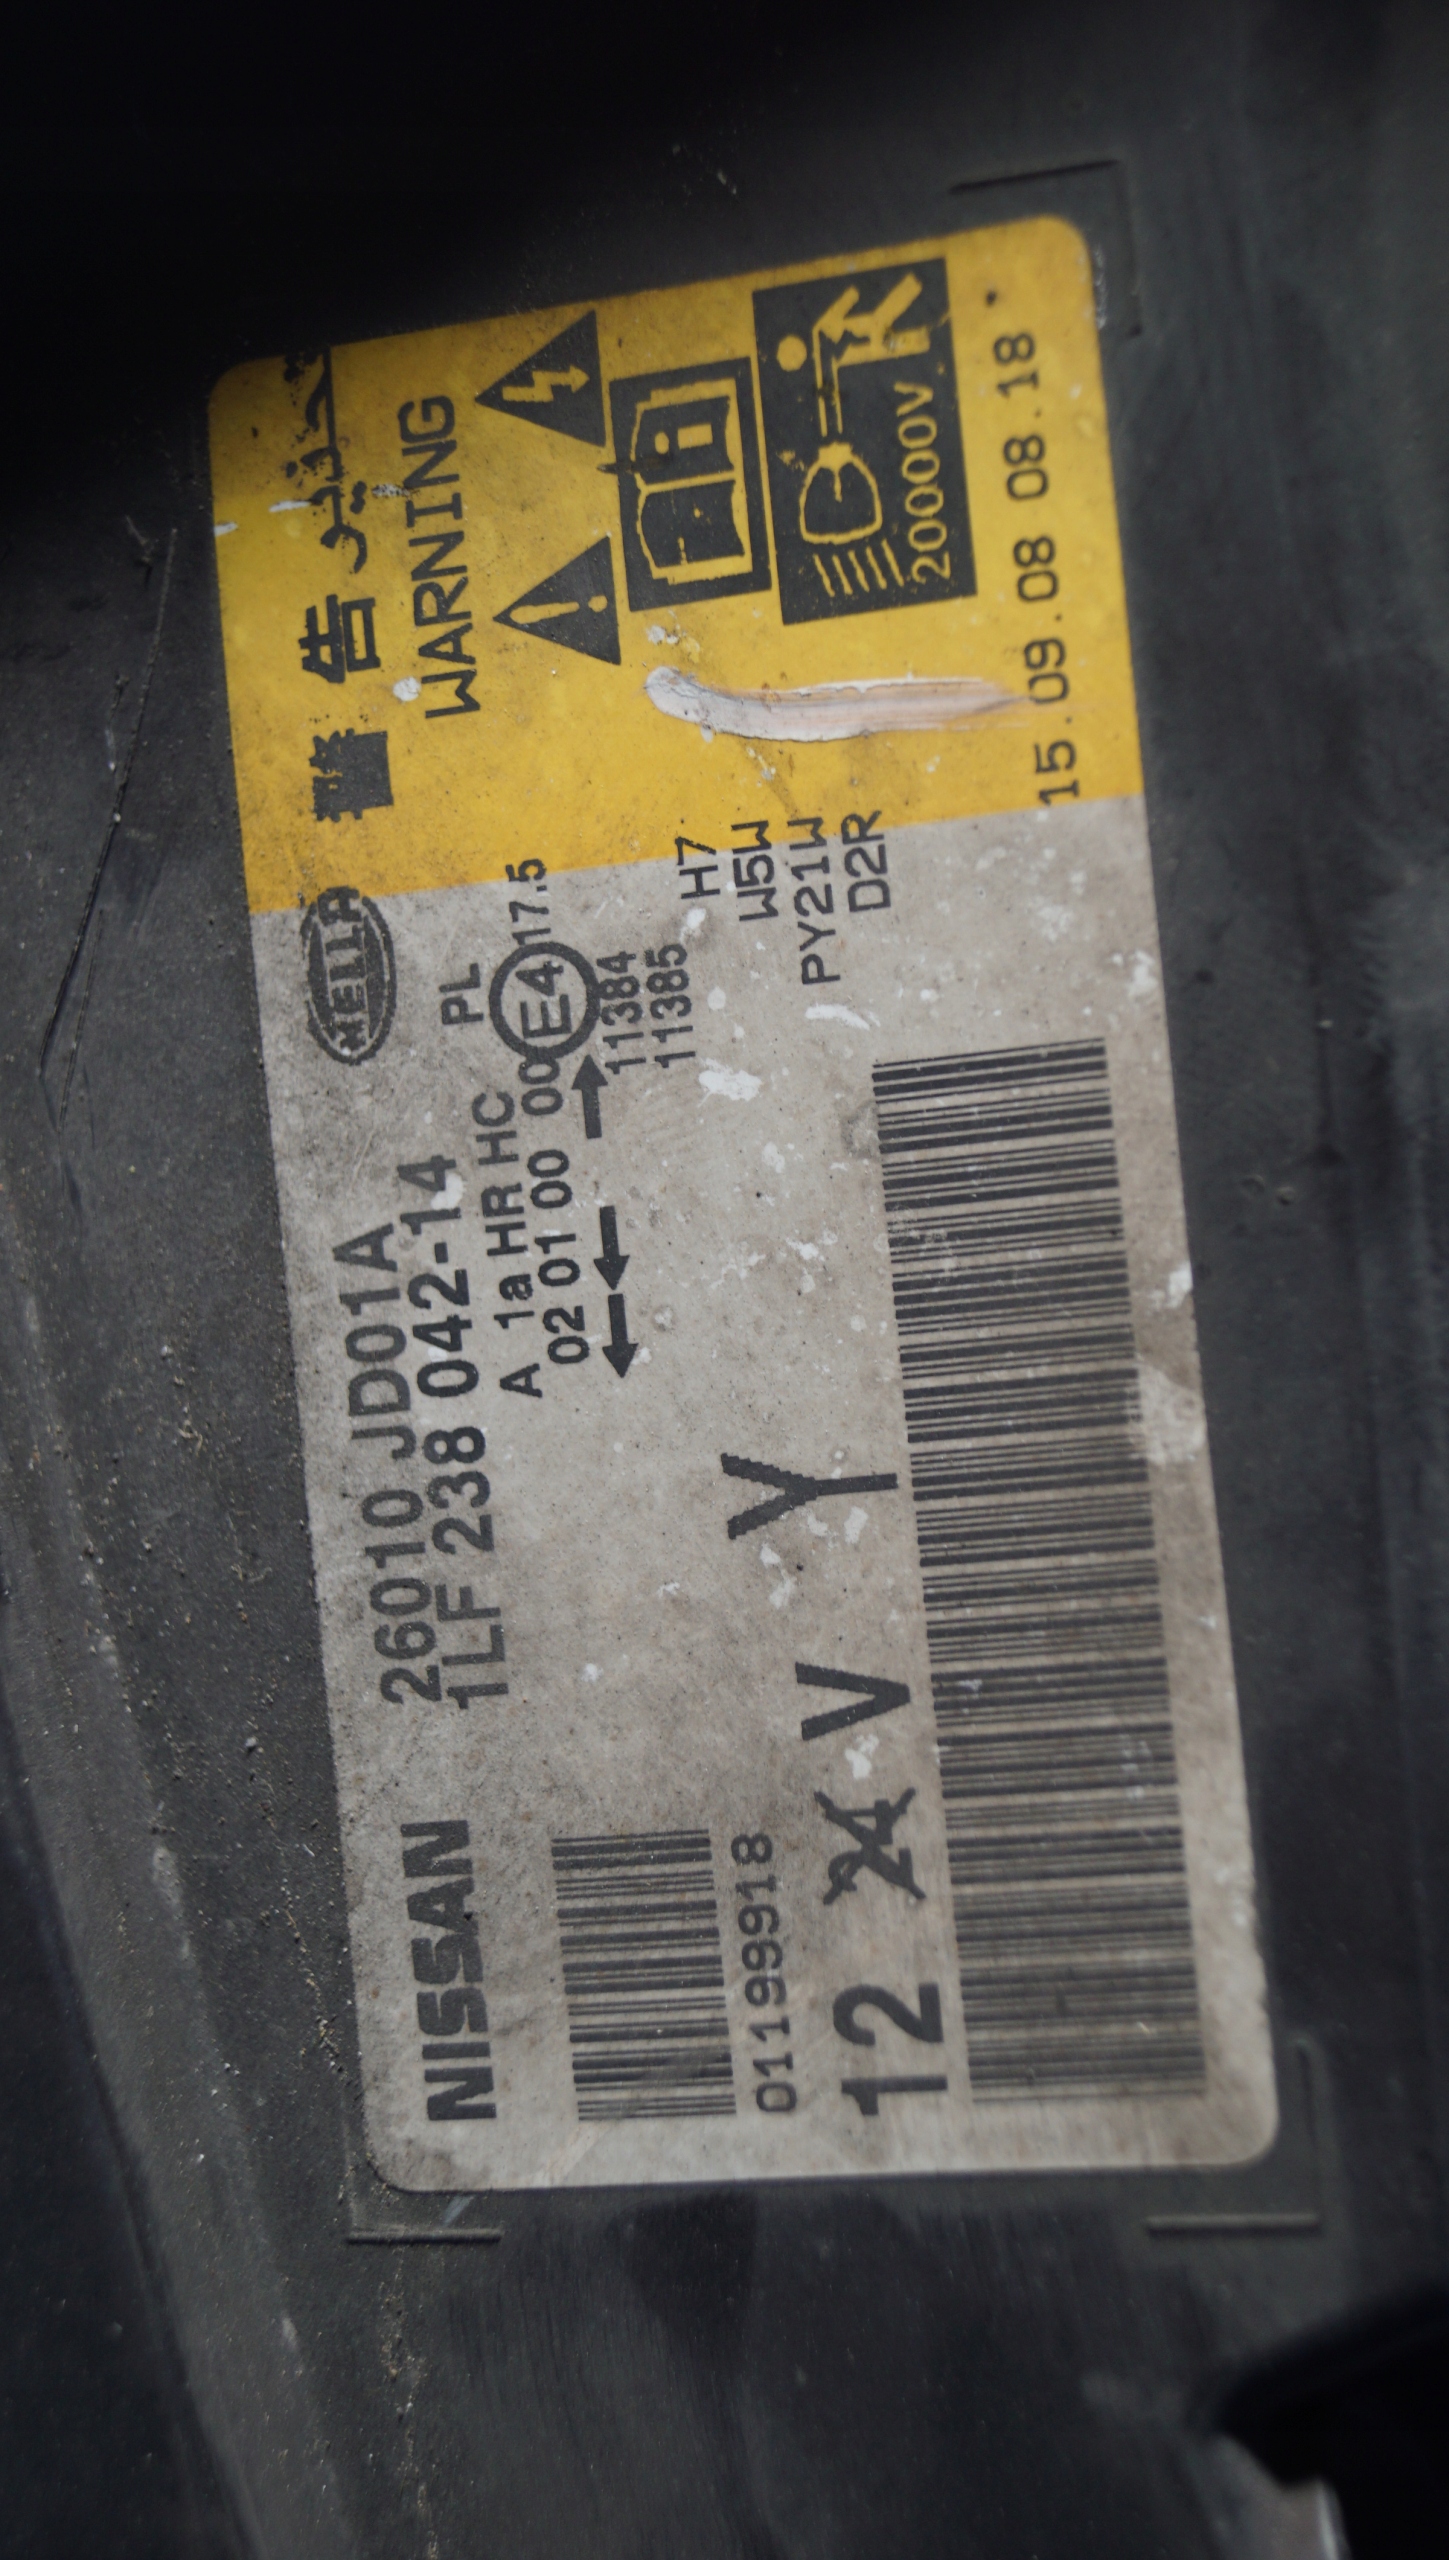 NISSAN
26010 JD01A
1LF 238 042-14
HELLA
PL
A 1a HR HC
02 01 00 00
E4
17.5
11384
11385
H7
W5W
PY21W
D2R
01199918
12 24 V
Y
警告
WARNING
20000V
15.09.08 08.18